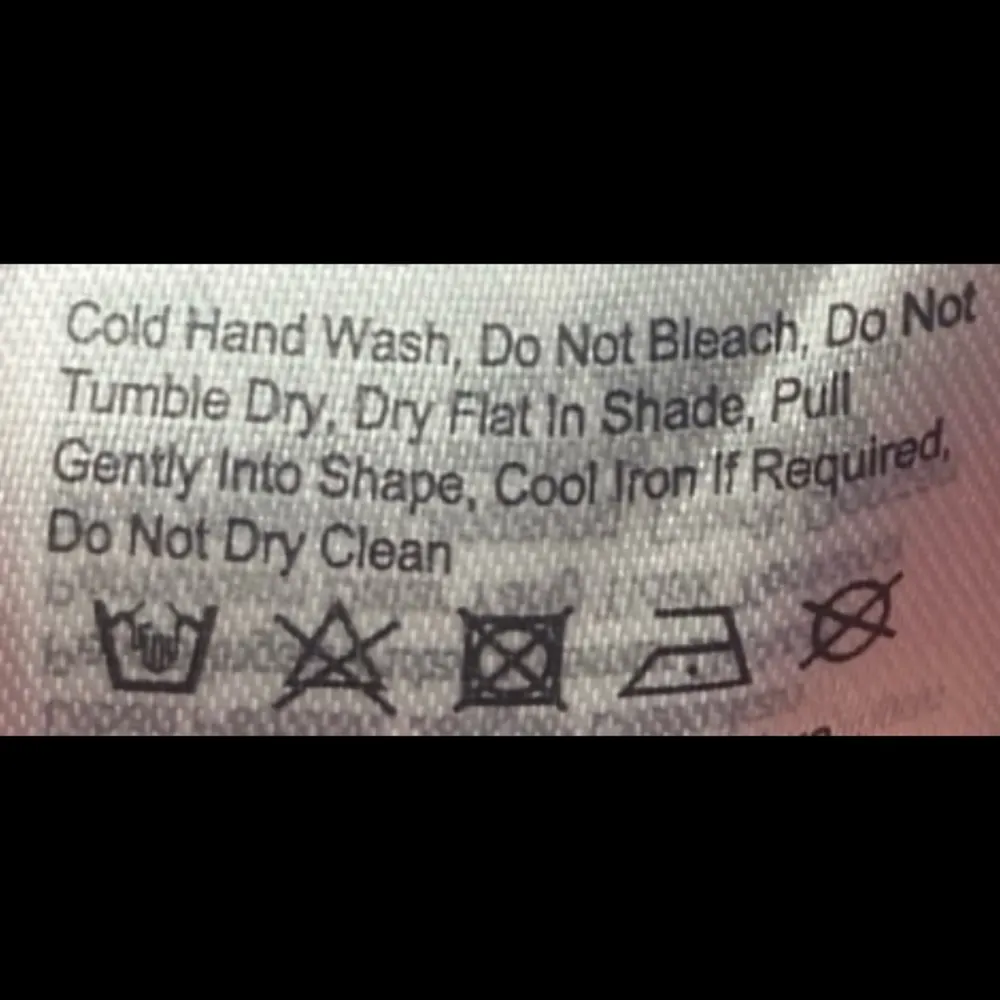 Cold Hand Wash, Do Not Bleach, Do Not
Tumble Dry, Dry Flat In Shade, Pull
Gently Into Shape, Cool Iron If Required,
Do Not Dry Clean